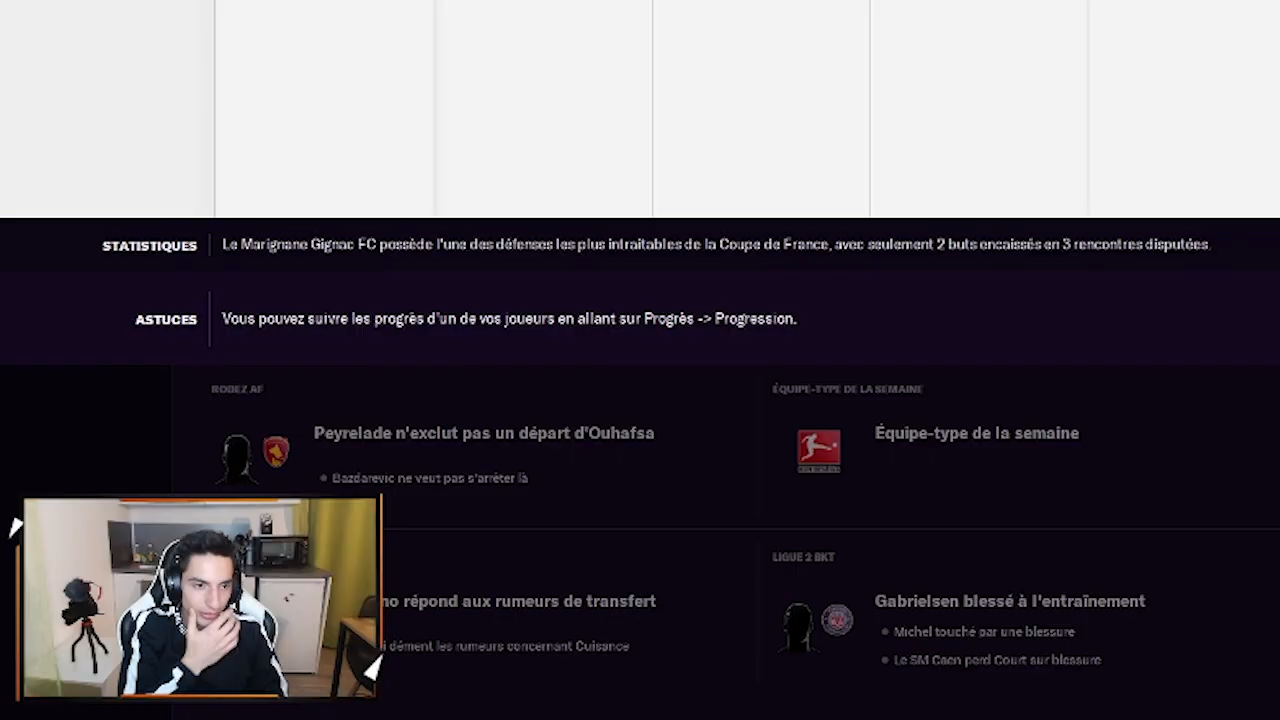 STATISTIQUES
Le Marignane Gignac FC possède l'une des défenses les plus intraitables de la Coupe de France, avec seulement 2 buts encaissés en 3 rencontres disputées.
ASTUCES
Vous pouvez suivre les progrès d'un de vos joueurs en allant sur Progrès -> Progression.
RODEZ AF
Peyrelade n'exclut pas un départ d'Ouhafsa
Bazdarevic ne veut pas s'arrêter là
ÉQUIPE-TYPE DE LA SEMAINE
Équipe-type de la semaine
répond aux rumeurs de transfert
dément les rumeurs concernant Cuisance
LIGUE 2 BKT
Gabrielsen blessé à l'entraînement
Michel touché par une blessure
Le SM Caen perd Court sur blessure